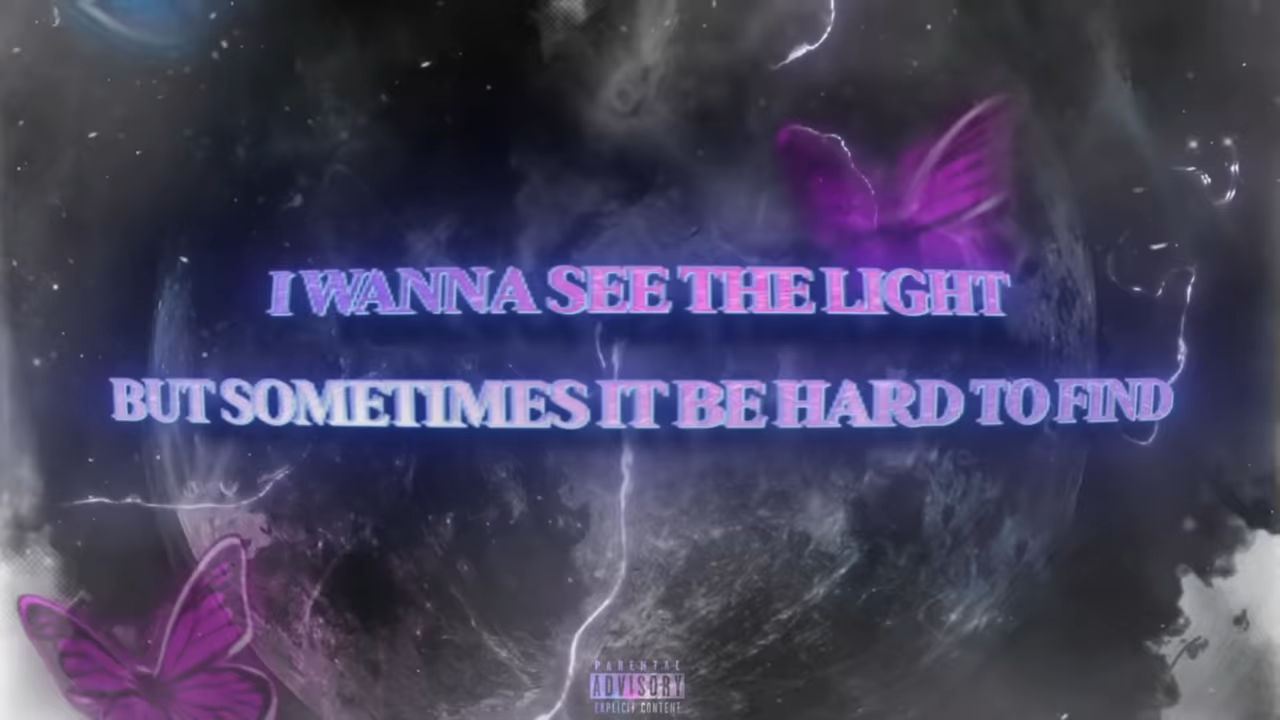 I WANNA SEE THE LIGHT
BUT SOMETIMES IT BE HARD TO FIND
PARENTAL
ADVISORY
EXPLICIT CONTENT